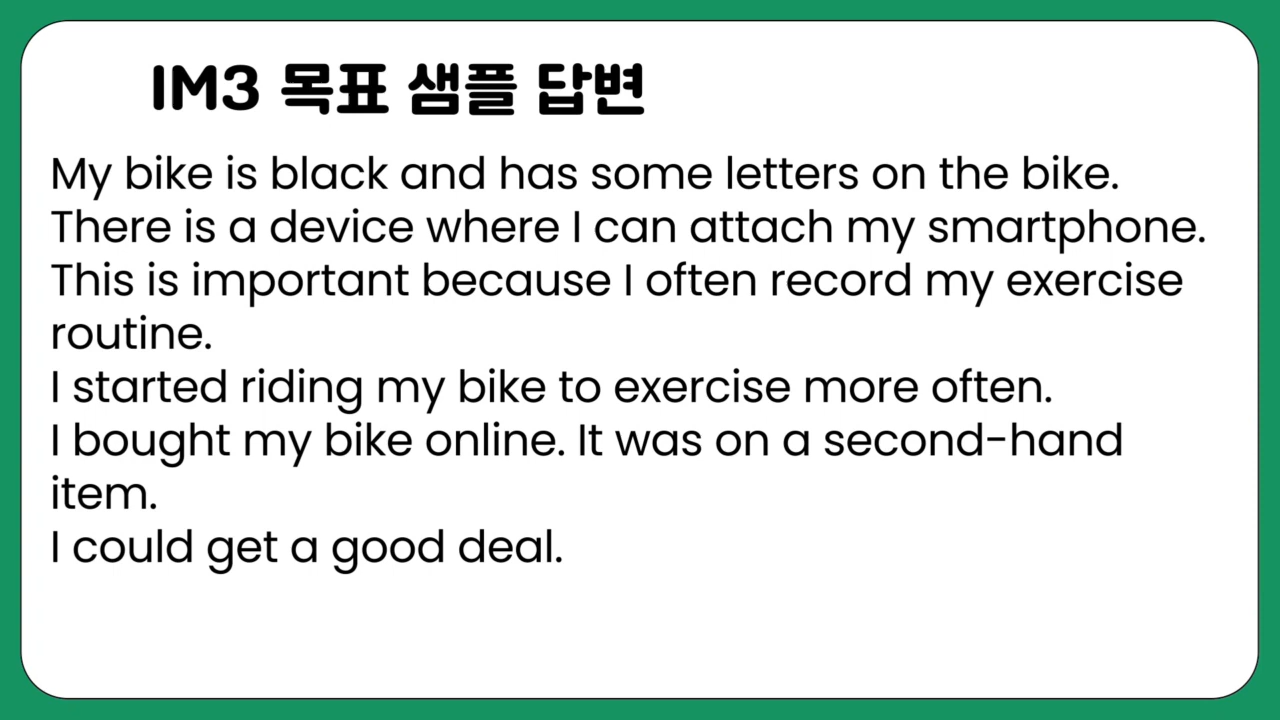 IM3 목표 샘플 답변
My bike is black and has some letters on the bike.
There is a device where I can attach my smartphone.
This is important because I often record my exercise
routine.
I started riding my bike to exercise more often.
I bought my bike online. It was on a second-hand
item.
I could get a good deal.